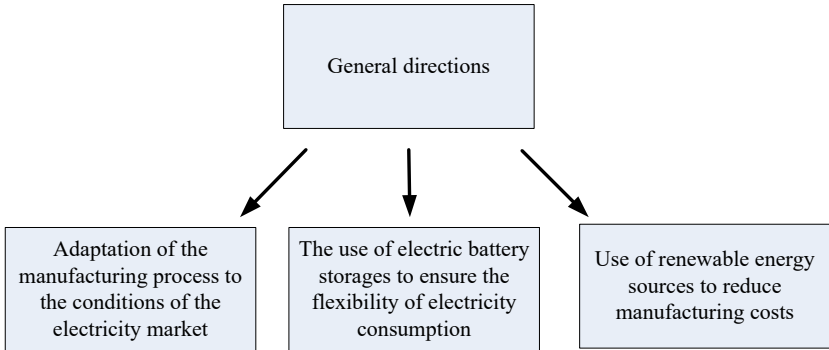 General directions
Adaptation of the
manufacturing process to
the conditions of the
electricity market
The use of electric battery
storages to ensure the
flexibility of electricity
consumption
Use of renewable energy
sources to reduce
manufacturing costs